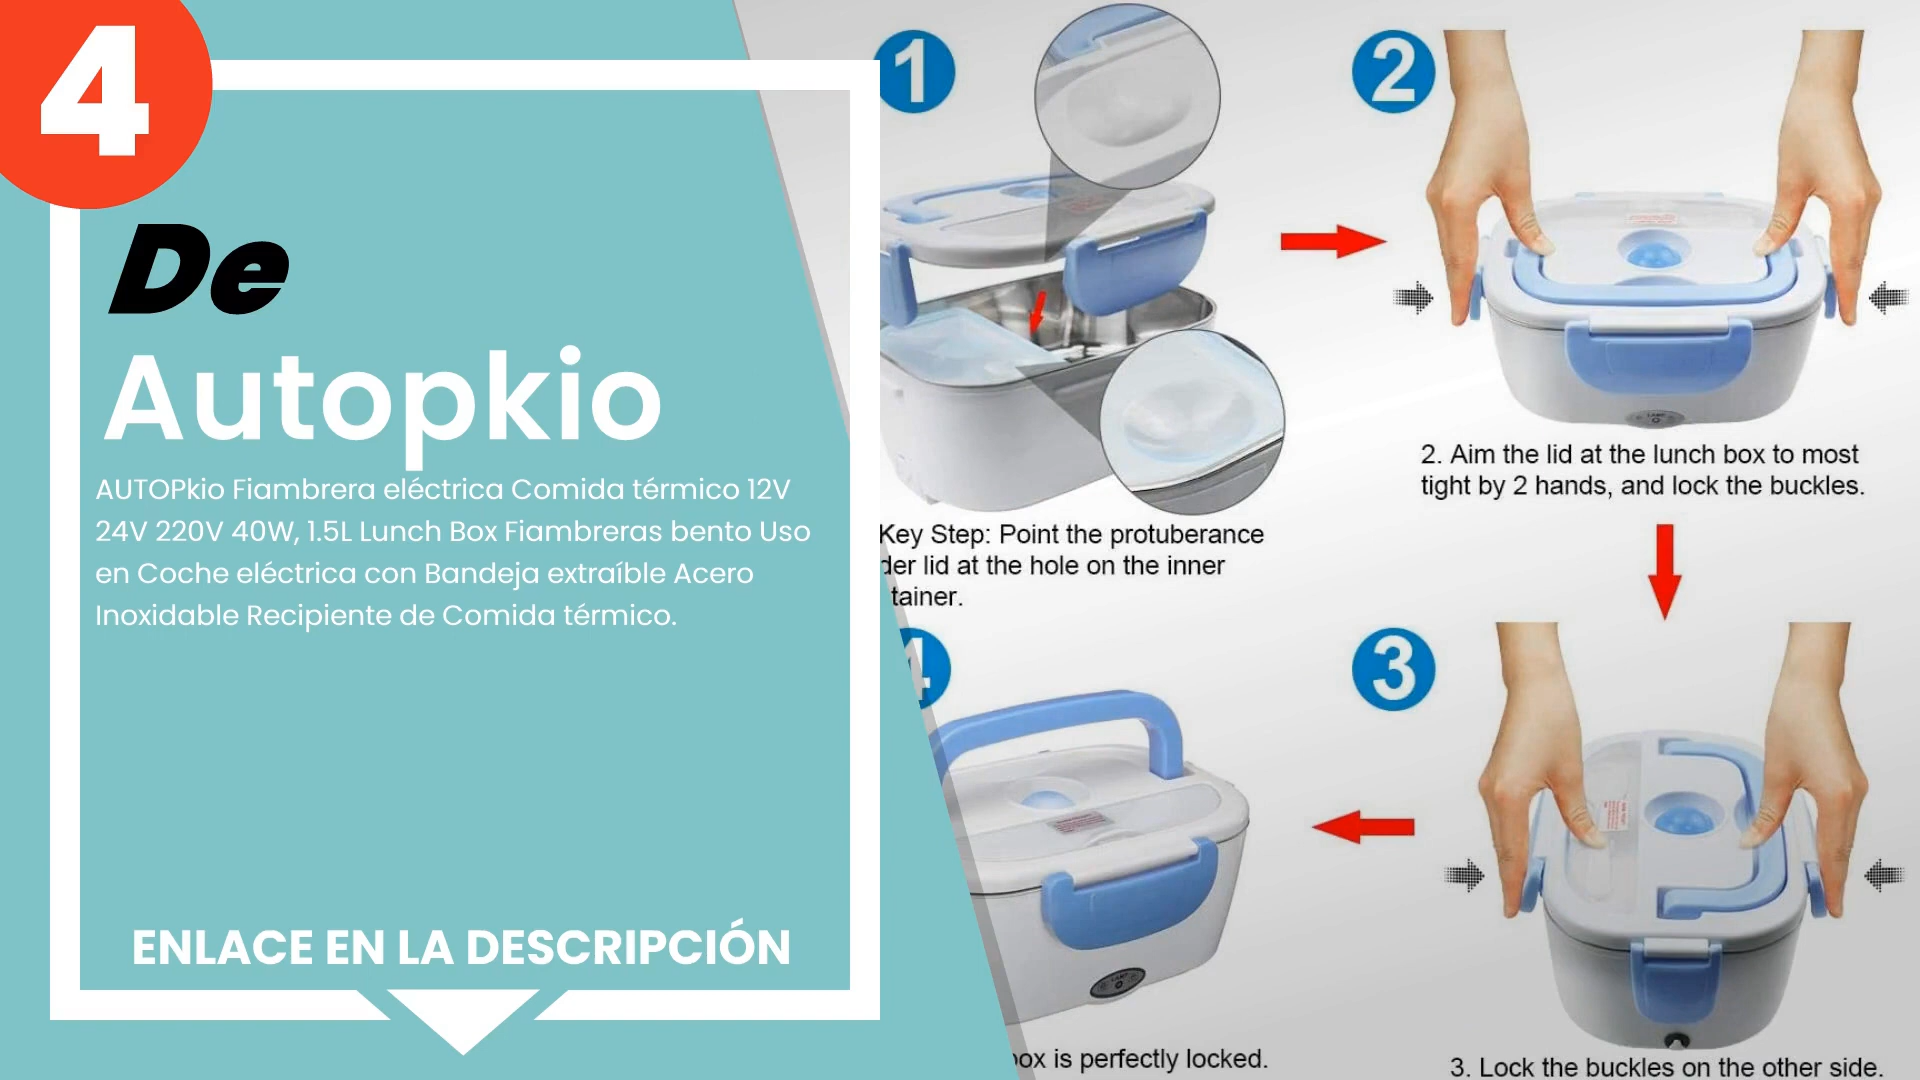 4
De
Autopkio
AUTOPkio Fiambrera eléctrica Comida térmico 12V
24V 220V 40W, 1.5L Lunch Box Fiambreras bento Uso
en Coche eléctrica con Bandeja extraíble Acero
Inoxidable Recipiente de Comida térmico.
ENLACE EN LA DESCRIPCIÓN
1
Key Step: Point the protuberance
der lid at the hole on the inner
tainer.
2
2. Aim the lid at the lunch box to most
tight by 2 hands, and lock the buckles.
3
3. Lock the buckles on the other side.
4
box is perfectly locked.